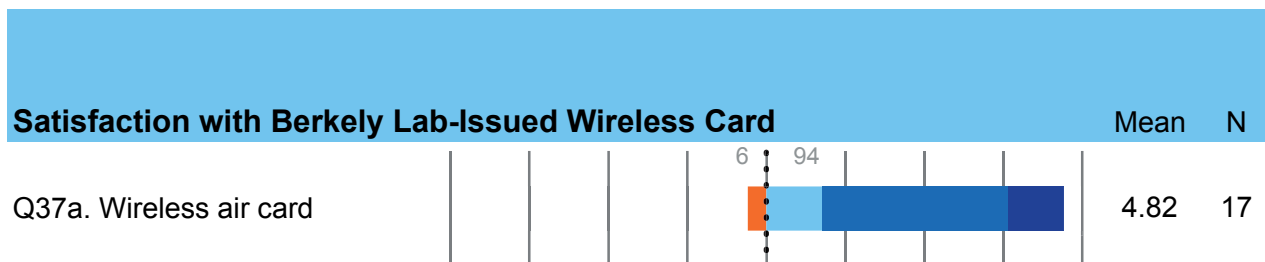 Satisfaction with Berkely Lab-Issued Wireless Card Mean N
6 94
Q37a. Wireless air card 4.82 17